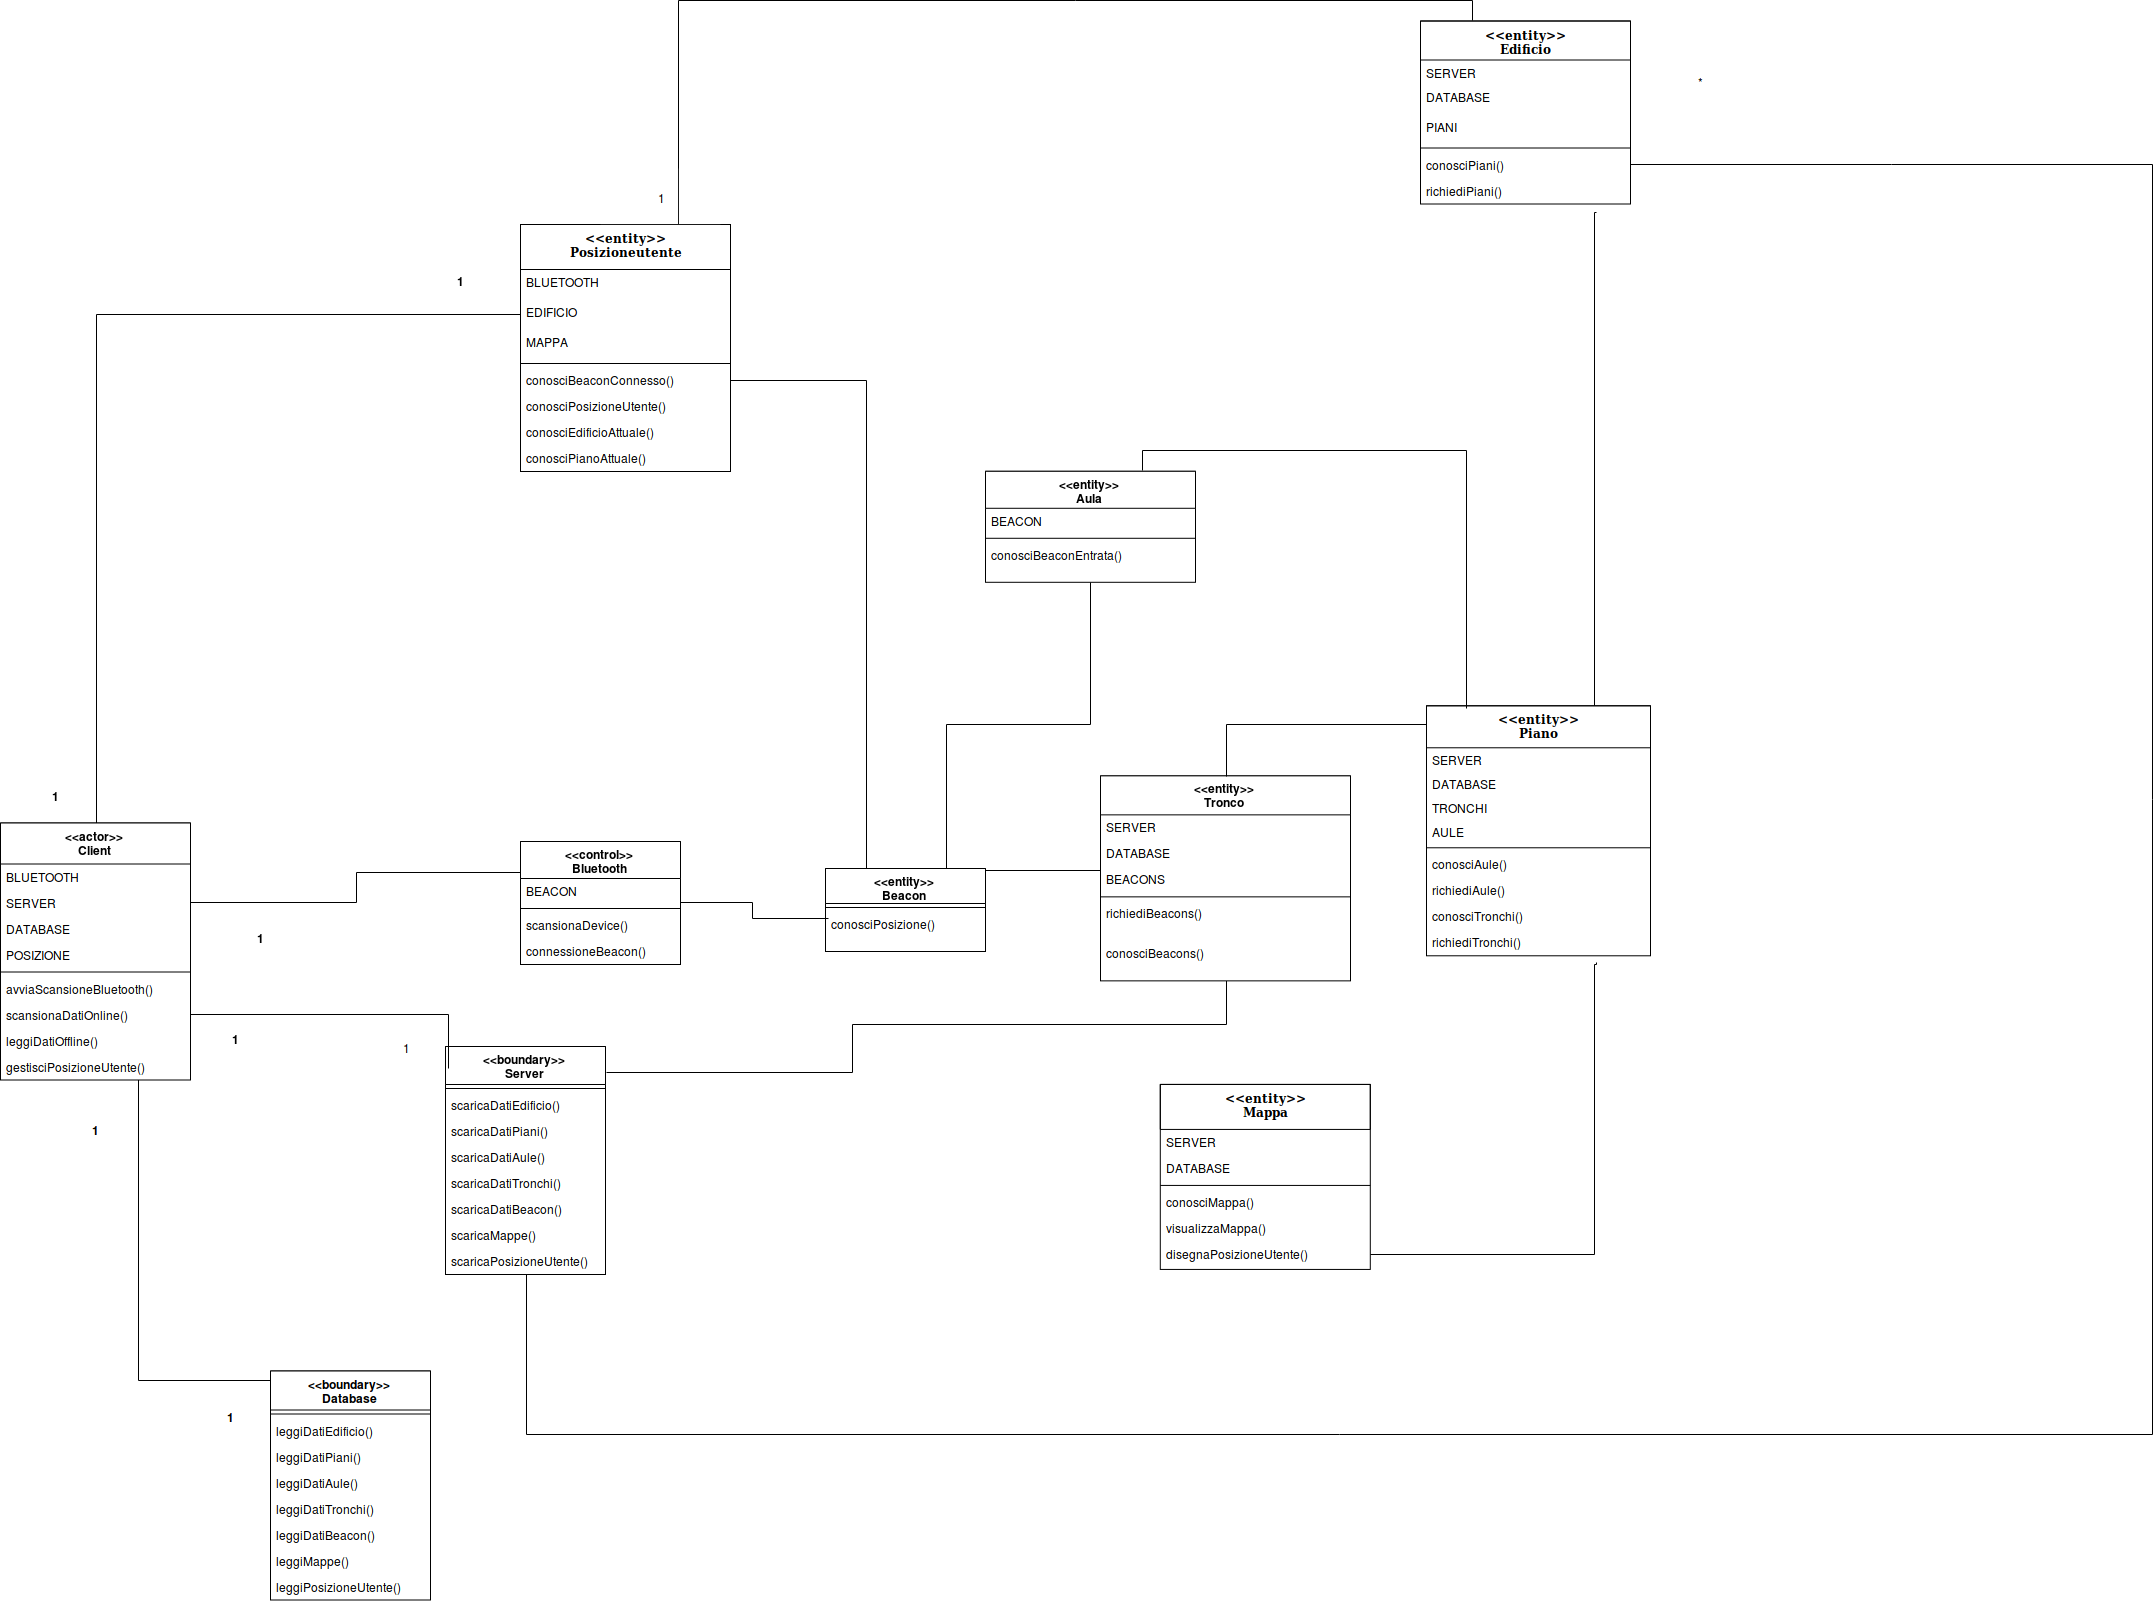 <<entity>>
Edificio
SERVER
DATABASE
PIANI
conosciPiani()
richiediPiani()
*
1
<<entity>>
Posizioneutente
BLUETOOTH
EDIFICIO
MAPPA
conosciBeaconConnesso()
conosciPosizioneUtente()
conosciEdificioAttuale()
conosciPianoAttuale()
1
<<entity>>
Aula
BEACON
conosciBeaconEntrata()
<<entity>>
Piano
SERVER
DATABASE
TRONCHI
AULE
conosciAule()
richiediAule()
conosciTronchi()
richiediTronchi()
<<entity>>
Tronco
SERVER
DATABASE
BEACONS
richiediBeacons()
conosciBeacons()
1
<<actor>>
Client
BLUETOOTH
SERVER
DATABASE
POSIZIONE
avviaScansioneBluetooth()
scansionaDatiOnline()
leggiDatiOffline()
gestisciPosizioneUtente()
1
<<control>>
Bluetooth
BEACON
scansionaDevice()
connessioneBeacon()
<<entity>>
Beacon
conosciPosizione()
1
1
<<boundary>>
Server
scaricaDatiEdificio()
scaricaDatiPiani()
scaricaDatiAule()
scaricaDatiTronchi()
scaricaDatiBeacon()
scaricaMappe()
scaricaPosizioneUtente()
<<entity>>
Mappa
SERVER
DATABASE
conosciMappa()
visualizzaMappa()
disegnaPosizioneUtente()
1
1
<<boundary>>
Database
leggiDatiEdificio()
leggiDatiPiani()
leggiDatiAule()
leggiDatiTronchi()
leggiDatiBeacon()
leggiMappe()
leggiPosizioneUtente()